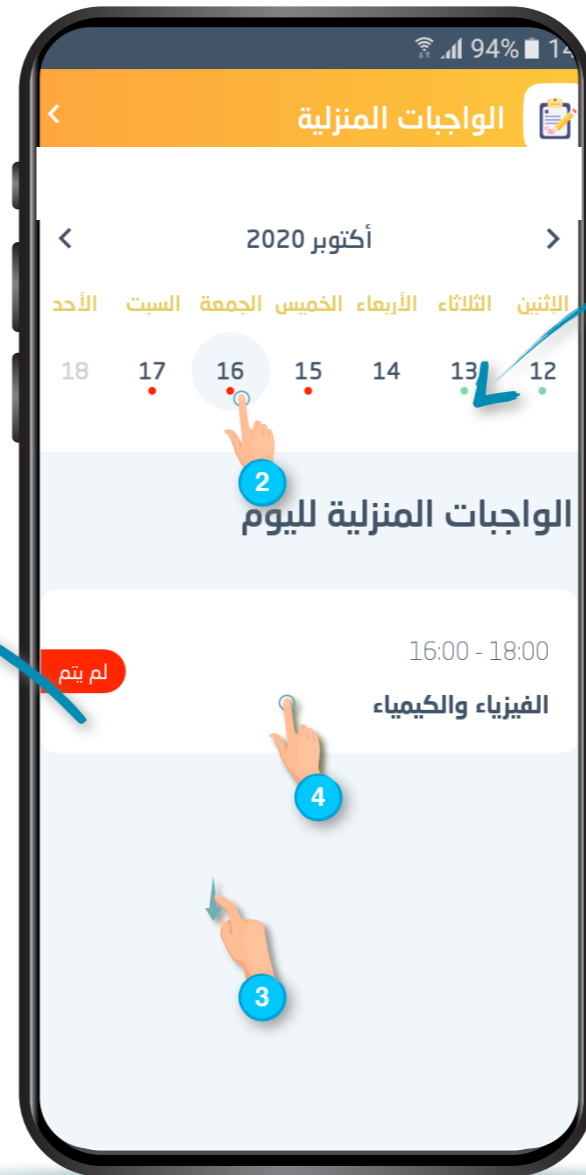 94% 14
الواجبات المنزلية
أكتوبر 2020
الإثنين الثلاثاء الأربعاء الخميس الجمعة السبت الأحد
12 13 14 15 16 17 18
2
الواجبات المنزلية لليوم
16:00 - 18:00
لم يتم
الفيزياء والكيمياء
4
3